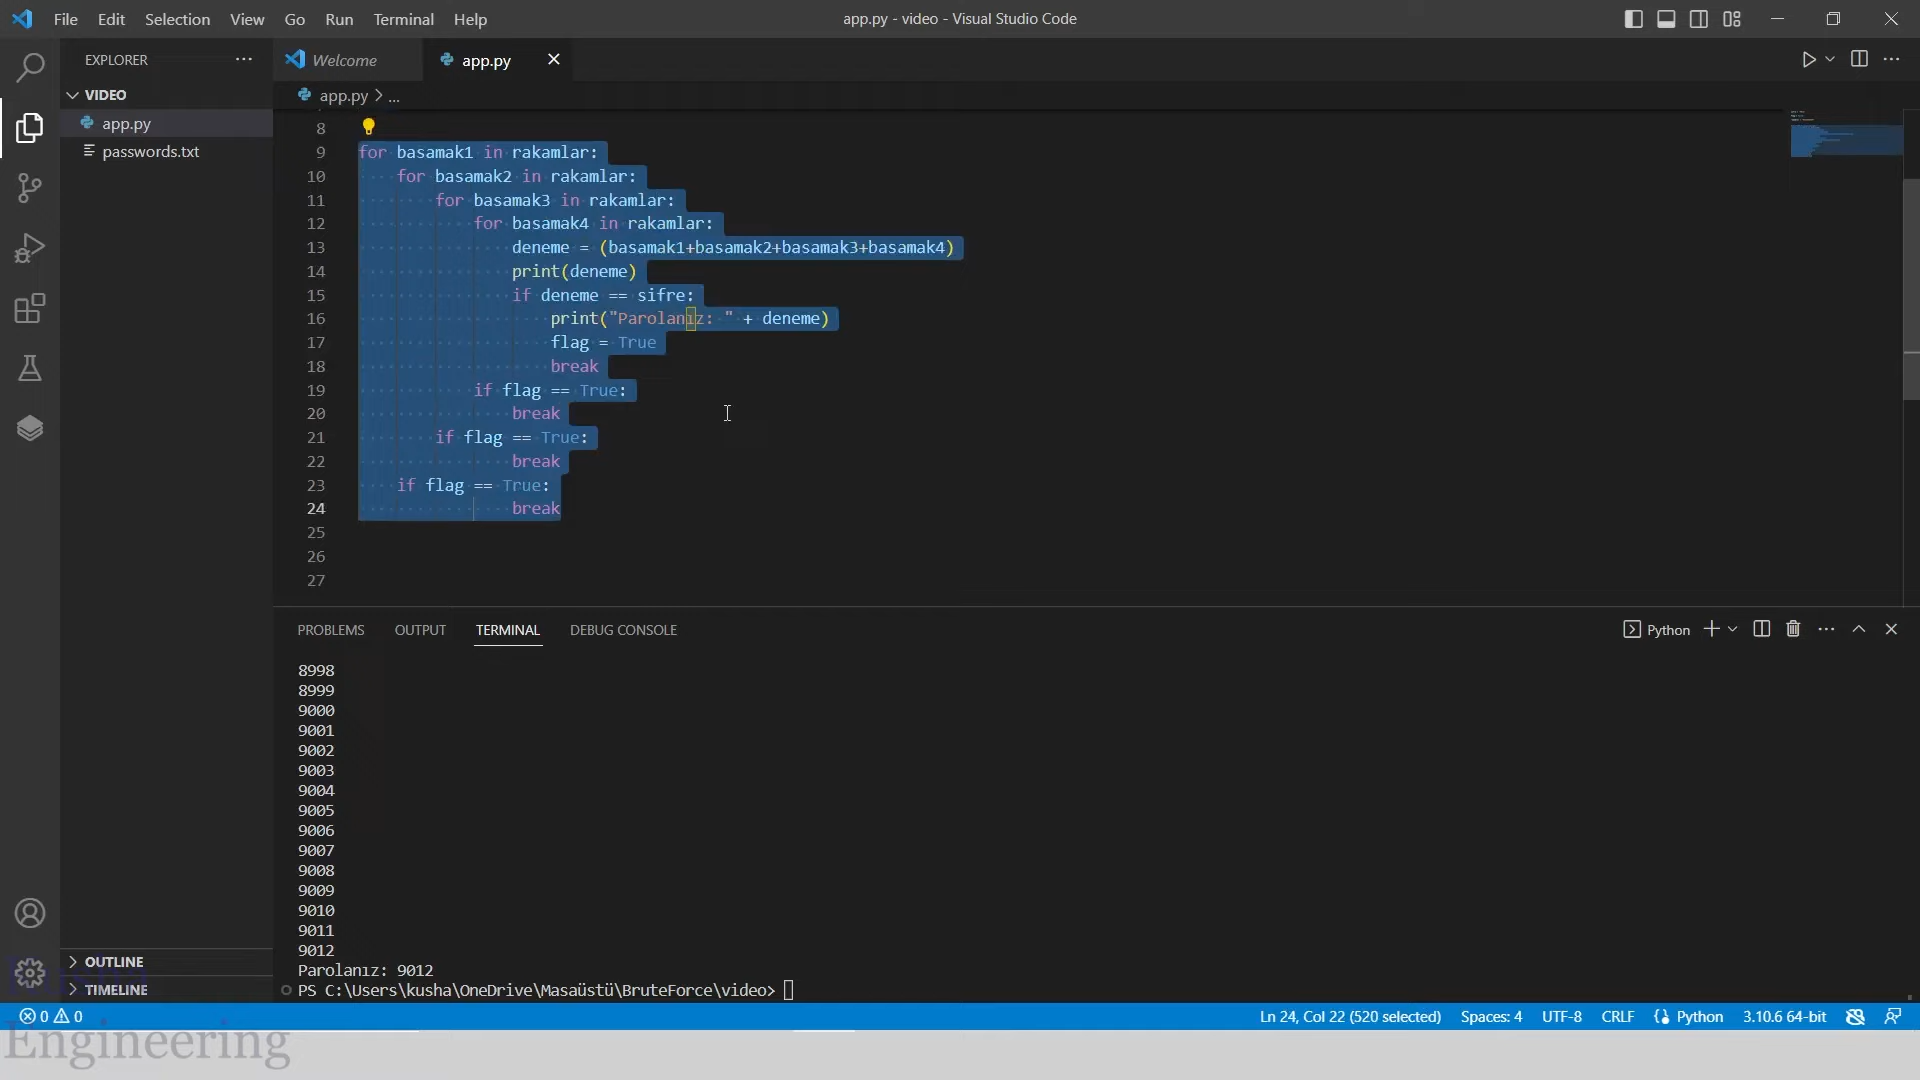 File Edit Selection View Go Run Terminal Help
app.py - video - Visual Studio Code
EXPLORER
Welcome
app.py
VIDEO
app.py > ...
app.py
passwords.txt
8
9 for basamak1 in rakamlar:
10 for basamak2 in rakamlar:
11 for basamak3 in rakamlar:
12 for basamak4 in rakamlar:
13 deneme = (basamak1+basamak2+basamak3+basamak4)
14 print(deneme)
15 if deneme == sifre:
16 print("Parolanız: " + deneme)
17 flag = True
18 break
19 if flag == True:
20 break
21 if flag == True:
22 break
23 if flag == True:
24 break
25
26
27
PROBLEMS OUTPUT TERMINAL DEBUG CONSOLE
Python
8998
8999
9000
9001
9002
9003
9004
9005
9006
9007
9008
9009
9010
9011
9012
Parolanız: 9012
PS C:\Users\kusha\OneDrive\Masaüstü\BruteForce\video>
OUTLINE
TIMELINE
0 0
Ln 24, Col 22 (520 selected) Spaces: 4 UTF-8 CRLF Python 3.10.6 64-bit
Engineering